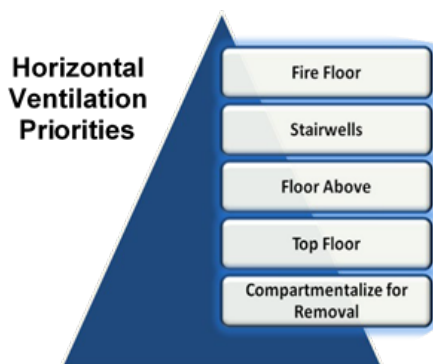 Horizontal
Ventilation
Priorities
Fire Floor
Stairwells
Floor Above
Top Floor
Compartmentalize for
Removal